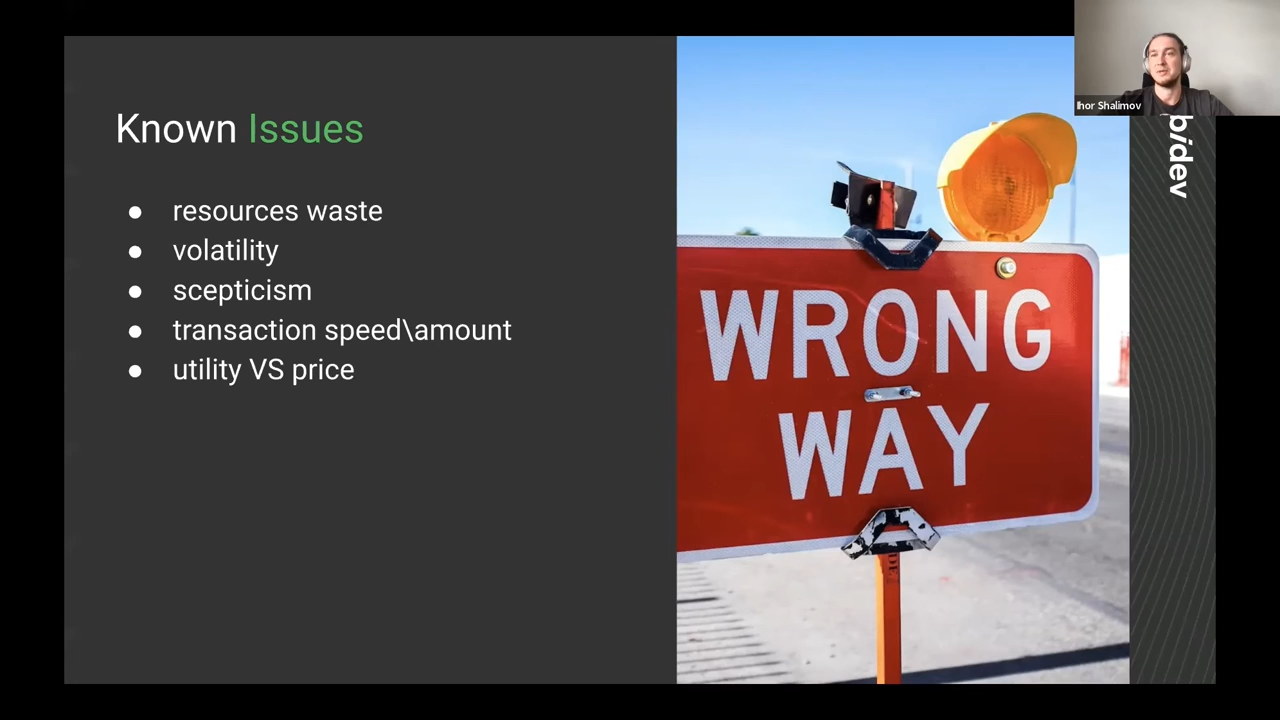 Known Issues
● resources waste
● volatility
● scepticism
● transaction speed\amount
● utility VS price
WRONG
WAY
Ihor Shalimov
bidev